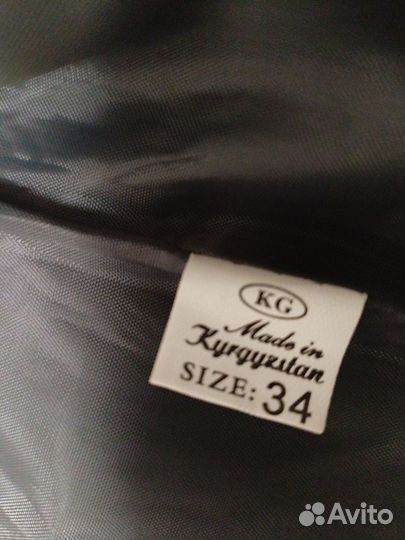 KG
Made in
Kyrgyzstan
SIZE: 34
Avito